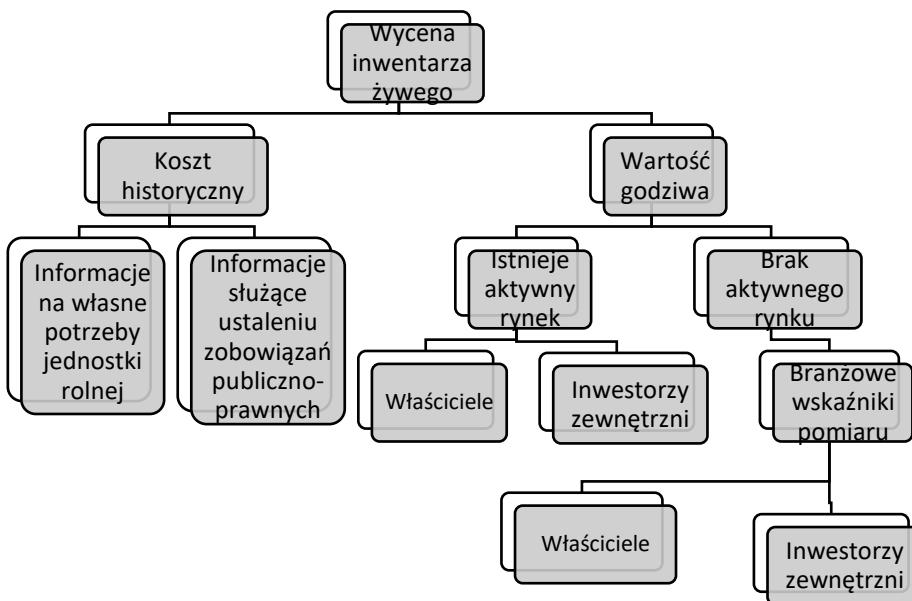 Wycena
inwentarza
żywego
Koszt
historyczny
Wartość
godziwa
Informacje
na własne
potrzeby
jednostki
rolnej
Informacje
służące
ustaleniu
zobowiązań
publiczno-
prawnych
Istnieje
aktywny
rynek
Brak
aktywnego
rynku
Właściciele
Inwestorzy
zewnętrzni
Branżowe
wskaźniki
pomiaru
Właściciele
Inwestorzy
zewnętrzni